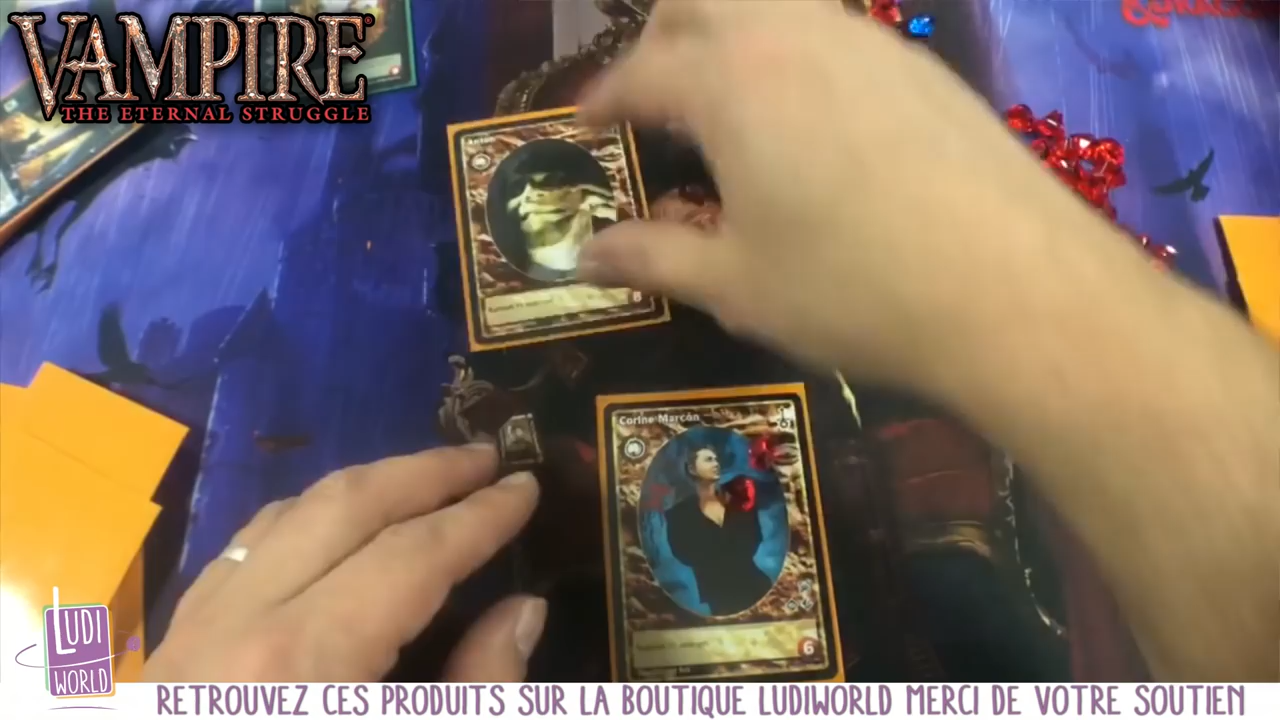 VAMPIRE
THE ETERNAL STRUGGLE
8
Corine Marcón
6
LUDI
WORLD
RETROUVEZ CES PRODUITS SUR LA BOUTIQUE LUDIWORLD MERCI DE VOTRE SOUTIEN